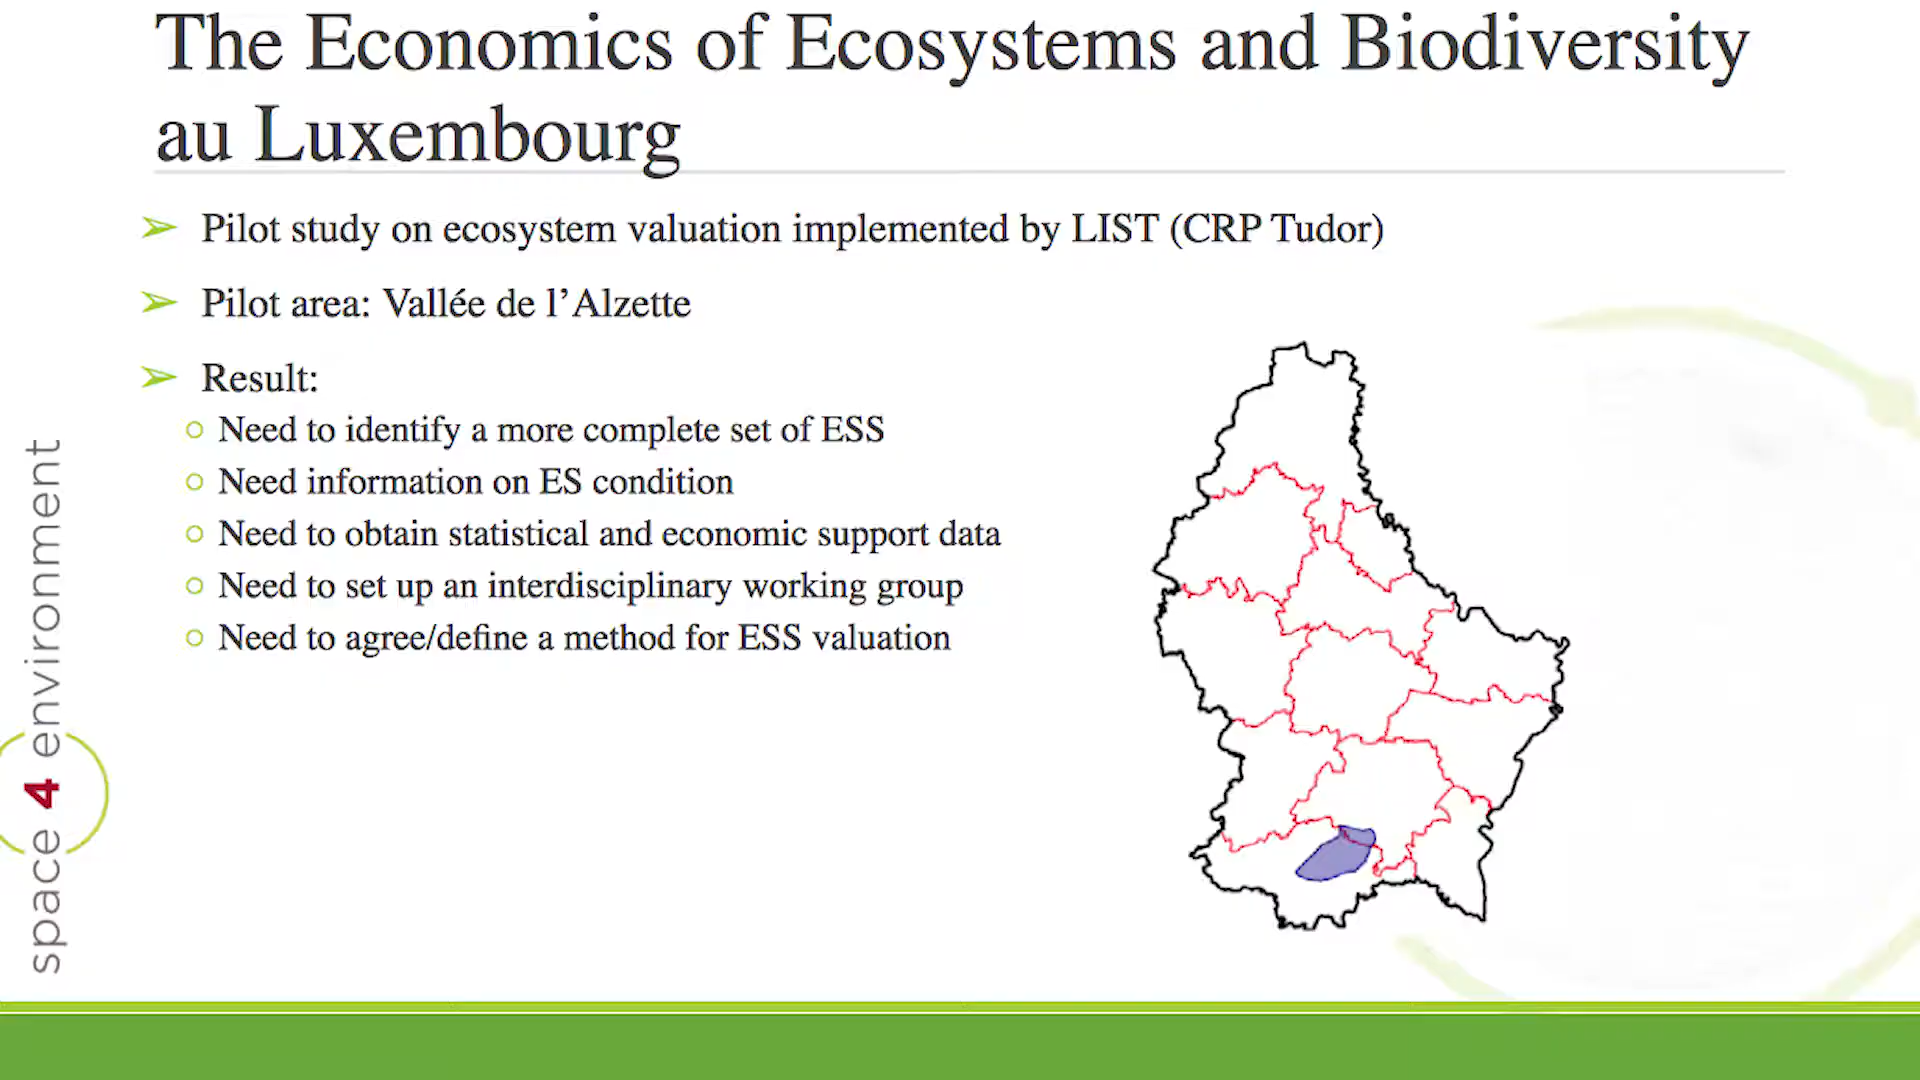 The Economics of Ecosystems and Biodiversity
au Luxembourg
Pilot study on ecosystem valuation implemented by LIST (CRP Tudor)
Pilot area: Vallée de l’Alzette
Result:
Need to identify a more complete set of ESS
Need information on ES condition
Need to obtain statistical and economic support data
Need to set up an interdisciplinary working group
Need to agree/define a method for ESS valuation
space 4 environment